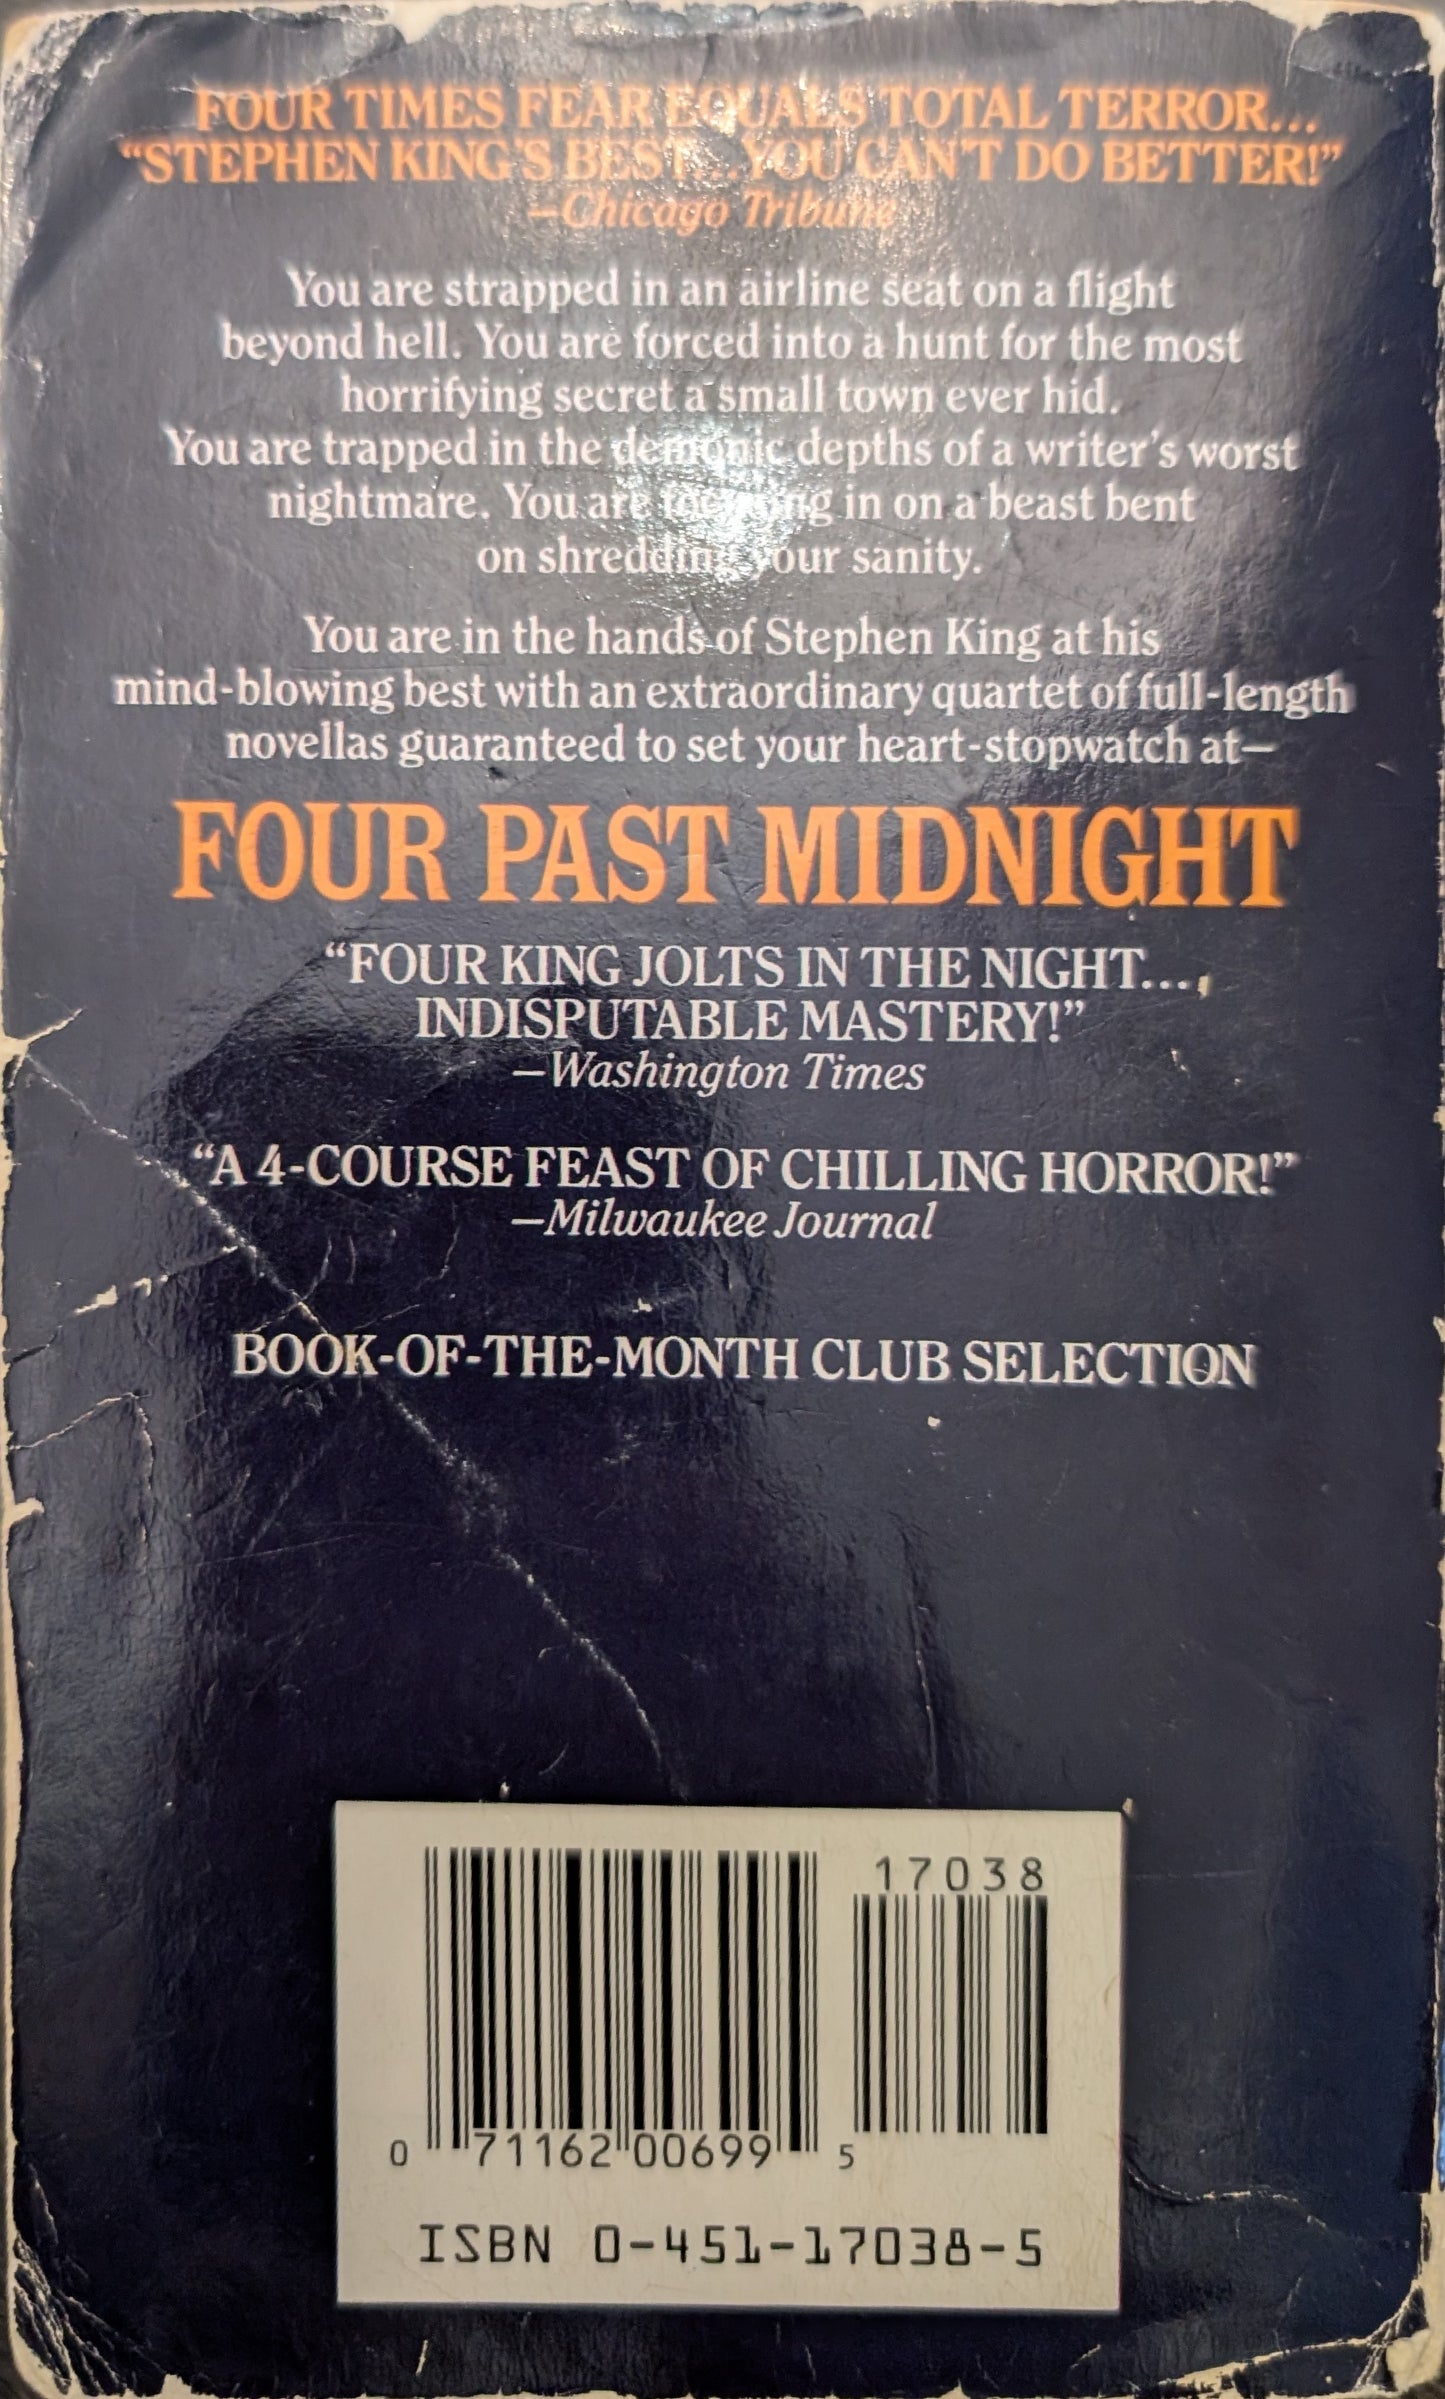 FOUR TIMES FEAR EQUALS TOTAL TERROR...
“STEPHEN KING'S BEST...YOU CAN'T DO BETTER!”
—Chicago Tribune
You are strapped in an airline seat on a flight
beyond hell. You are forced into a hunt for the most
horrifying secret a small town ever hid.
You are trapped in the demonic depths of a writer's worst
nightmare. You are focusing in on a beast bent
on shredding your sanity.
You are in the hands of Stephen King at his
mind-blowing best with an extraordinary quartet of full-length
novellas guaranteed to set your heart-stopwatch at—
FOUR PAST MIDNIGHT
“FOUR KING JOLTS IN THE NIGHT...,
INDISPUTABLE MASTERY!”
—Washington Times
“A 4-COURSE FEAST OF CHILLING HORROR!”
—Milwaukee Journal
BOOK-OF-THE-MONTH CLUB SELECTION
17038
0 71162 00699 5
ISBN 0-451-17038-5